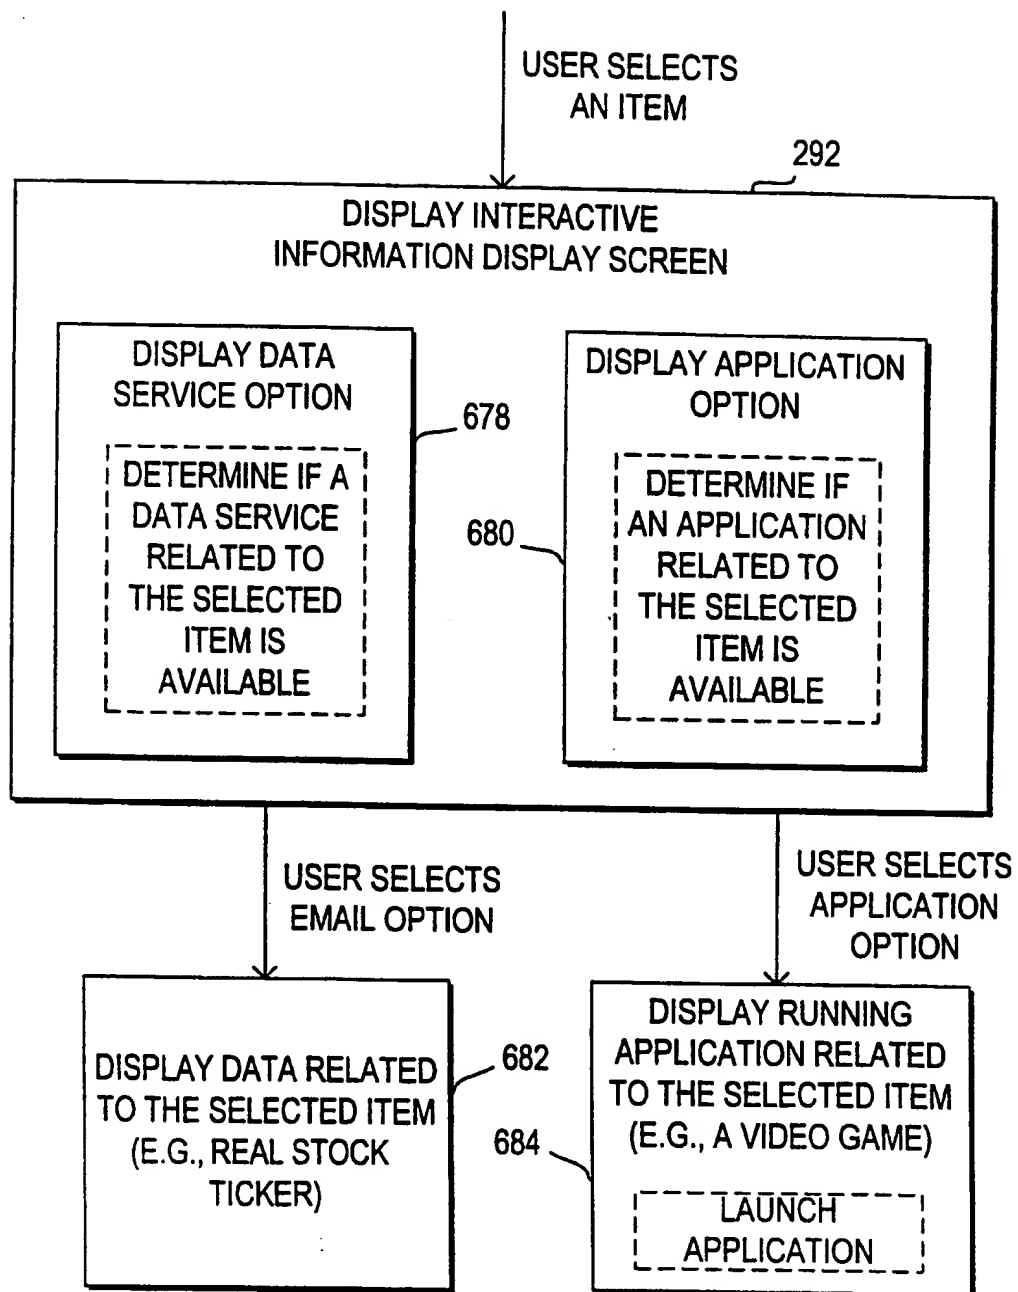 USER SELECTS
AN ITEM
292
DISPLAY INTERACTIVE
INFORMATION DISPLAY SCREEN
DISPLAY DATA
SERVICE OPTION
678
DETERMINE IF A
DATA SERVICE
RELATED TO
THE SELECTED
ITEM IS
AVAILABLE
DISPLAY APPLICATION
OPTION
680
DETERMINE IF
AN APPLICATION
RELATED TO
THE SELECTED
ITEM IS
AVAILABLE
USER SELECTS
EMAIL OPTION
USER SELECTS
APPLICATION
OPTION
DISPLAY DATA RELATED
TO THE SELECTED ITEM
(E.G., REAL STOCK
TICKER)
682
DISPLAY RUNNING
APPLICATION RELATED
TO THE SELECTED ITEM
(E.G., A VIDEO GAME)
684
LAUNCH
APPLICATION